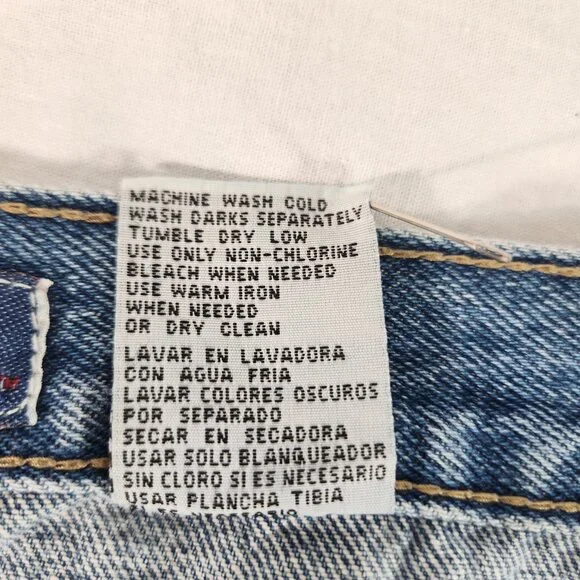 MACHINE WASH COLD
WASH DARKS SEPARATELY
TUMBLE DRY LOW
USE ONLY NON-CHLORINE
BLEACH WHEN NEEDED
USE WARM IRON
WHEN NEEDED
OR DRY CLEAN
LAVAR EN LAVADORA
CON AGUA FRIA
LAVAR COLORES OSCUROS
POR SEPARADO
SECAR EN SECADORA
USAR SOLO BLANQUEADOR
SIN CLORO SI ES NECESARIO
USAR PLANCHA TIBIA